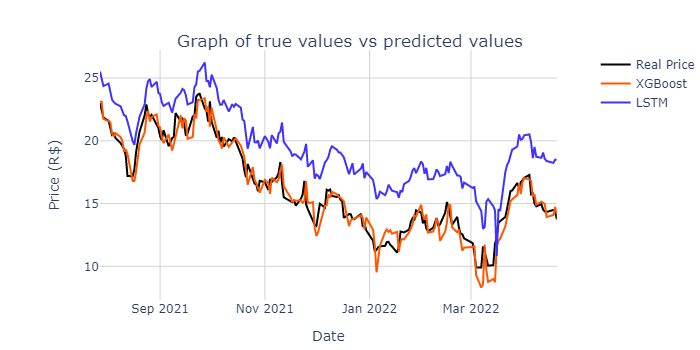 Graph of true values vs predicted values
Real Price
XGBoost
LSTM
Price (R$)
25
20
15
10
Sep 2021
Nov 2021
Jan 2022
Mar 2022
Date